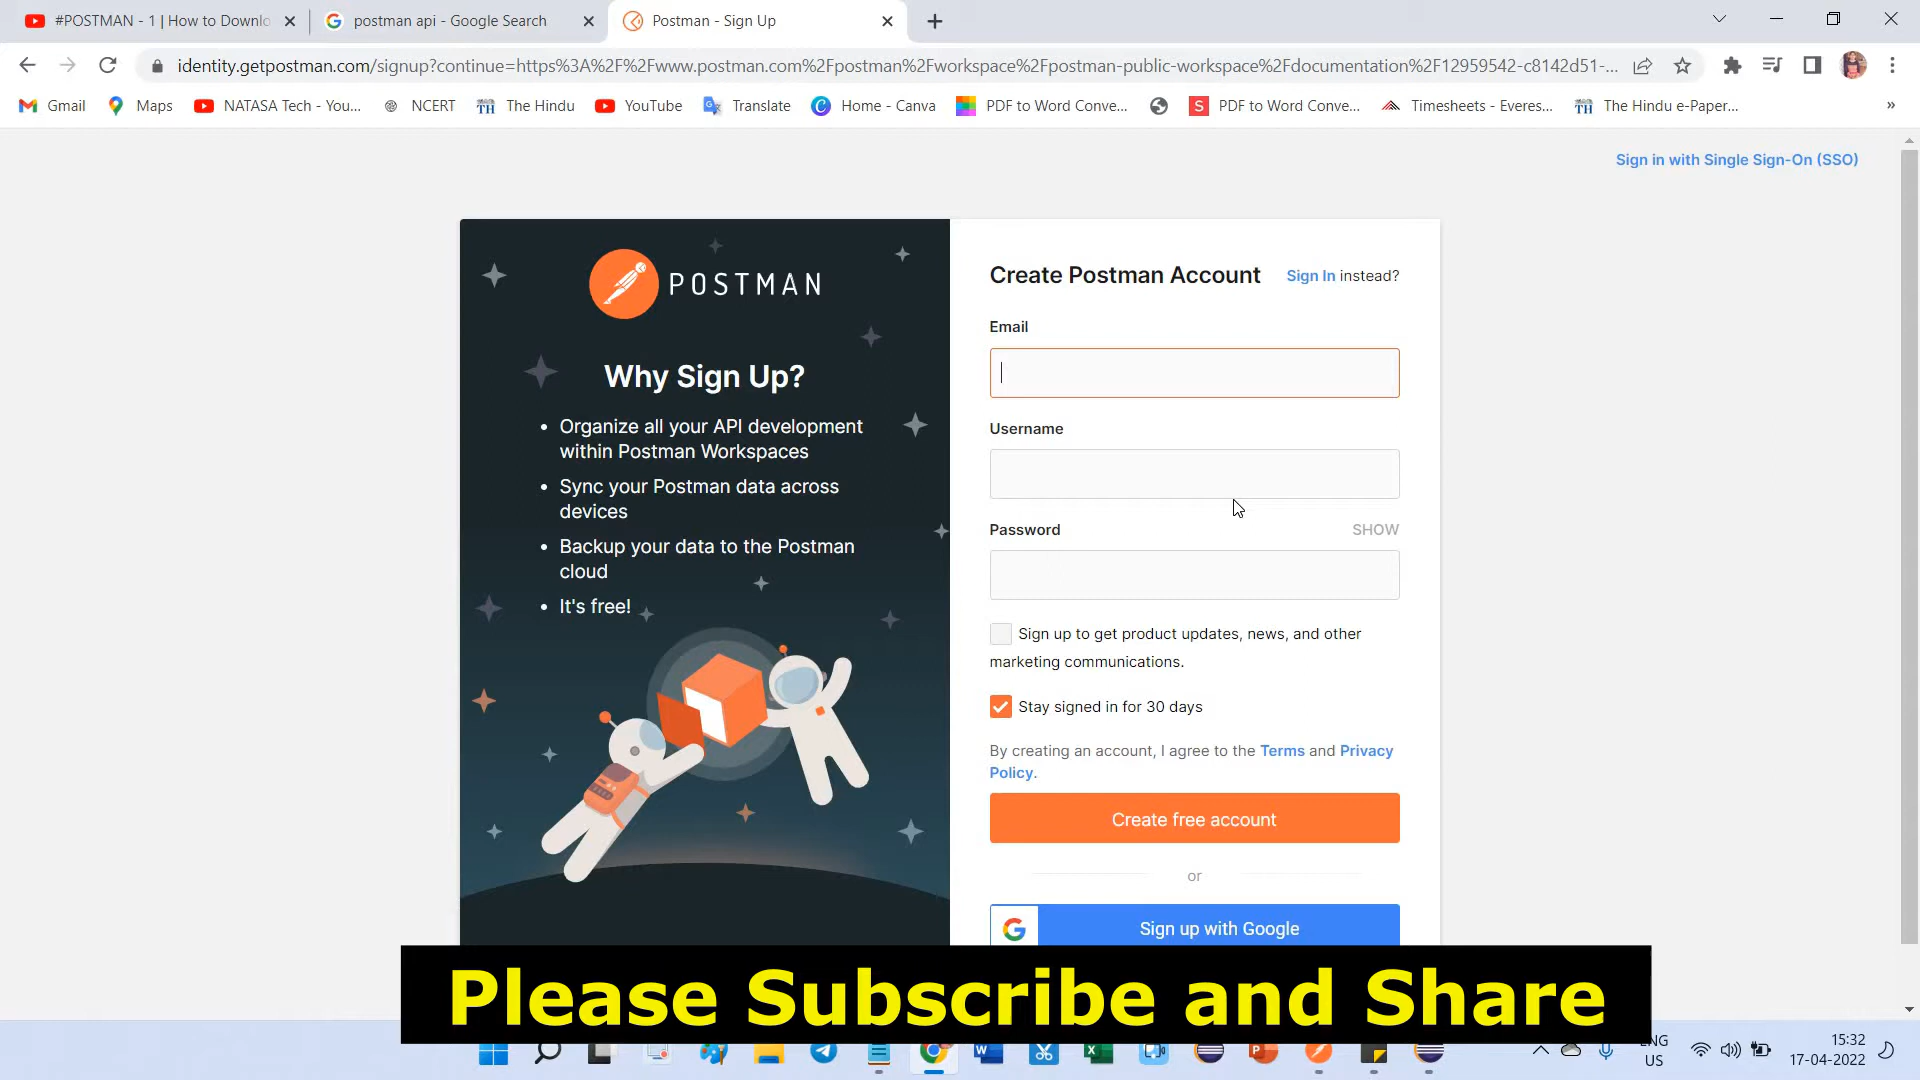 #POSTMAN - 1 | How to Downlo
postman api - Google Search
Postman - Sign Up
identity.getpostman.com/signup?continue=https%3A%2F%2Fwww.postman.com%2Fpostman%2Fworkspace%2Fpostman-public-workspace%2Fdocumentation%2F12959542-c8142d51-...
Gmail
Maps
NATASA Tech - You...
NCERT
The Hindu
YouTube
Translate
Home - Canva
PDF to Word Conve...
PDF to Word Conve...
Timesheets - Everes...
The Hindu e-Paper...
Sign in with Single Sign-On (SSO)
POSTMAN
Why Sign Up?
Organize all your API development
within Postman Workspaces
Sync your Postman data across
devices
Backup your data to the Postman
cloud
It's free!
Create Postman Account
Sign In instead?
Email
Username
Password
SHOW
Sign up to get product updates, news, and other
marketing communications.
Stay signed in for 30 days
By creating an account, I agree to the Terms and Privacy
Policy.
Create free account
or
Sign up with Google
Please Subscribe and Share
ENG
US
15:32
17-04-2022